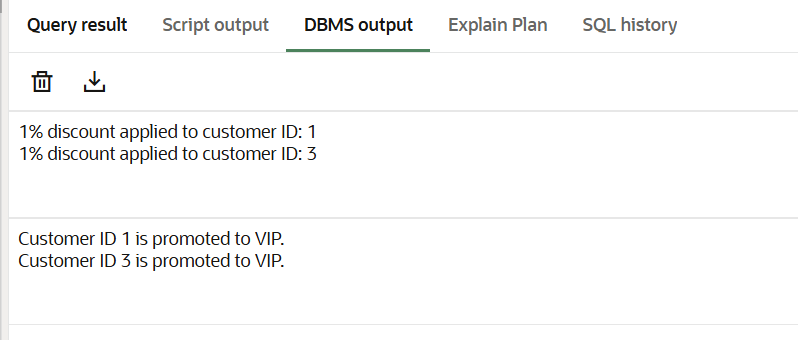 Query result Script output DBMS output Explain Plan SQL history
1% discount applied to customer ID: 1
1% discount applied to customer ID: 3
Customer ID 1 is promoted to VIP.
Customer ID 3 is promoted to VIP.